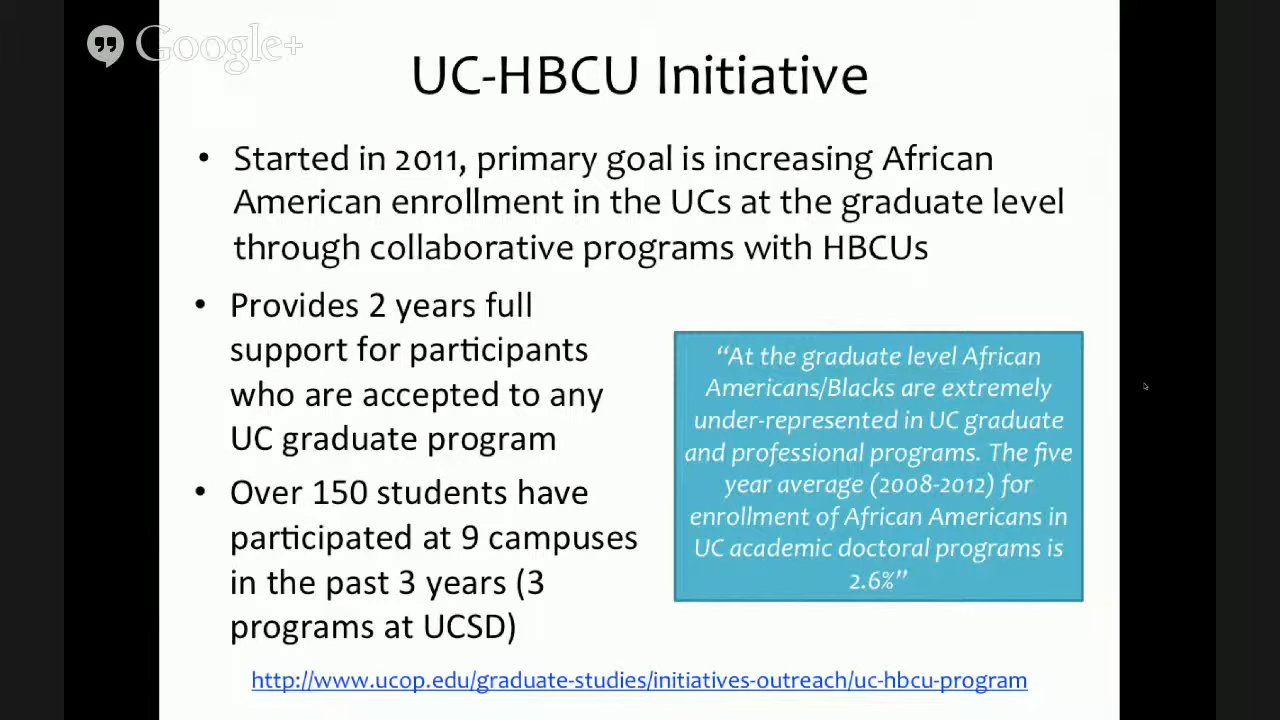 Google+
UC-HBCU Initiative
• Started in 2011, primary goal is increasing African
American enrollment in the UCs at the graduate level
through collaborative programs with HBCUs
• Provides 2 years full
support for participants
who are accepted to any
UC graduate program
• Over 150 students have
participated at 9 campuses
in the past 3 years (3
programs at UCSD)
“At the graduate level African
Americans/Blacks are extremely
under-represented in UC graduate
and professional programs. The five
year average (2008-2012) for
enrollment of African Americans in
UC academic doctoral programs is
2.6%”
http://www.ucop.edu/graduate-studies/initiatives-outreach/uc-hbcu-program